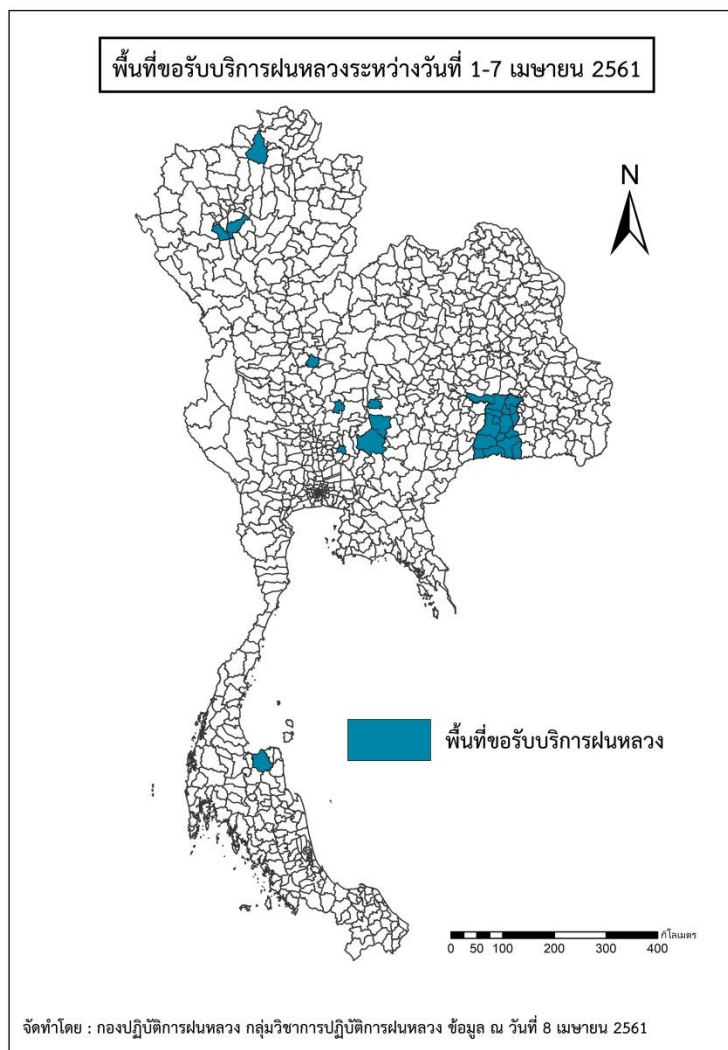 พื้นที่ขอรับบริการฝนหลวงระหว่างวันที่ 1-7 เมษายน 2561
N
พื้นที่ขอรับบริการฝนหลวง
กิโลเมตร
0 50 100 200 300 400
จัดทำโดย : กองปฏิบัติการฝนหลวง กลุ่มวิชาการปฏิบัติการฝนหลวง ข้อมูล ณ วันที่ 8 เมษายน 2561